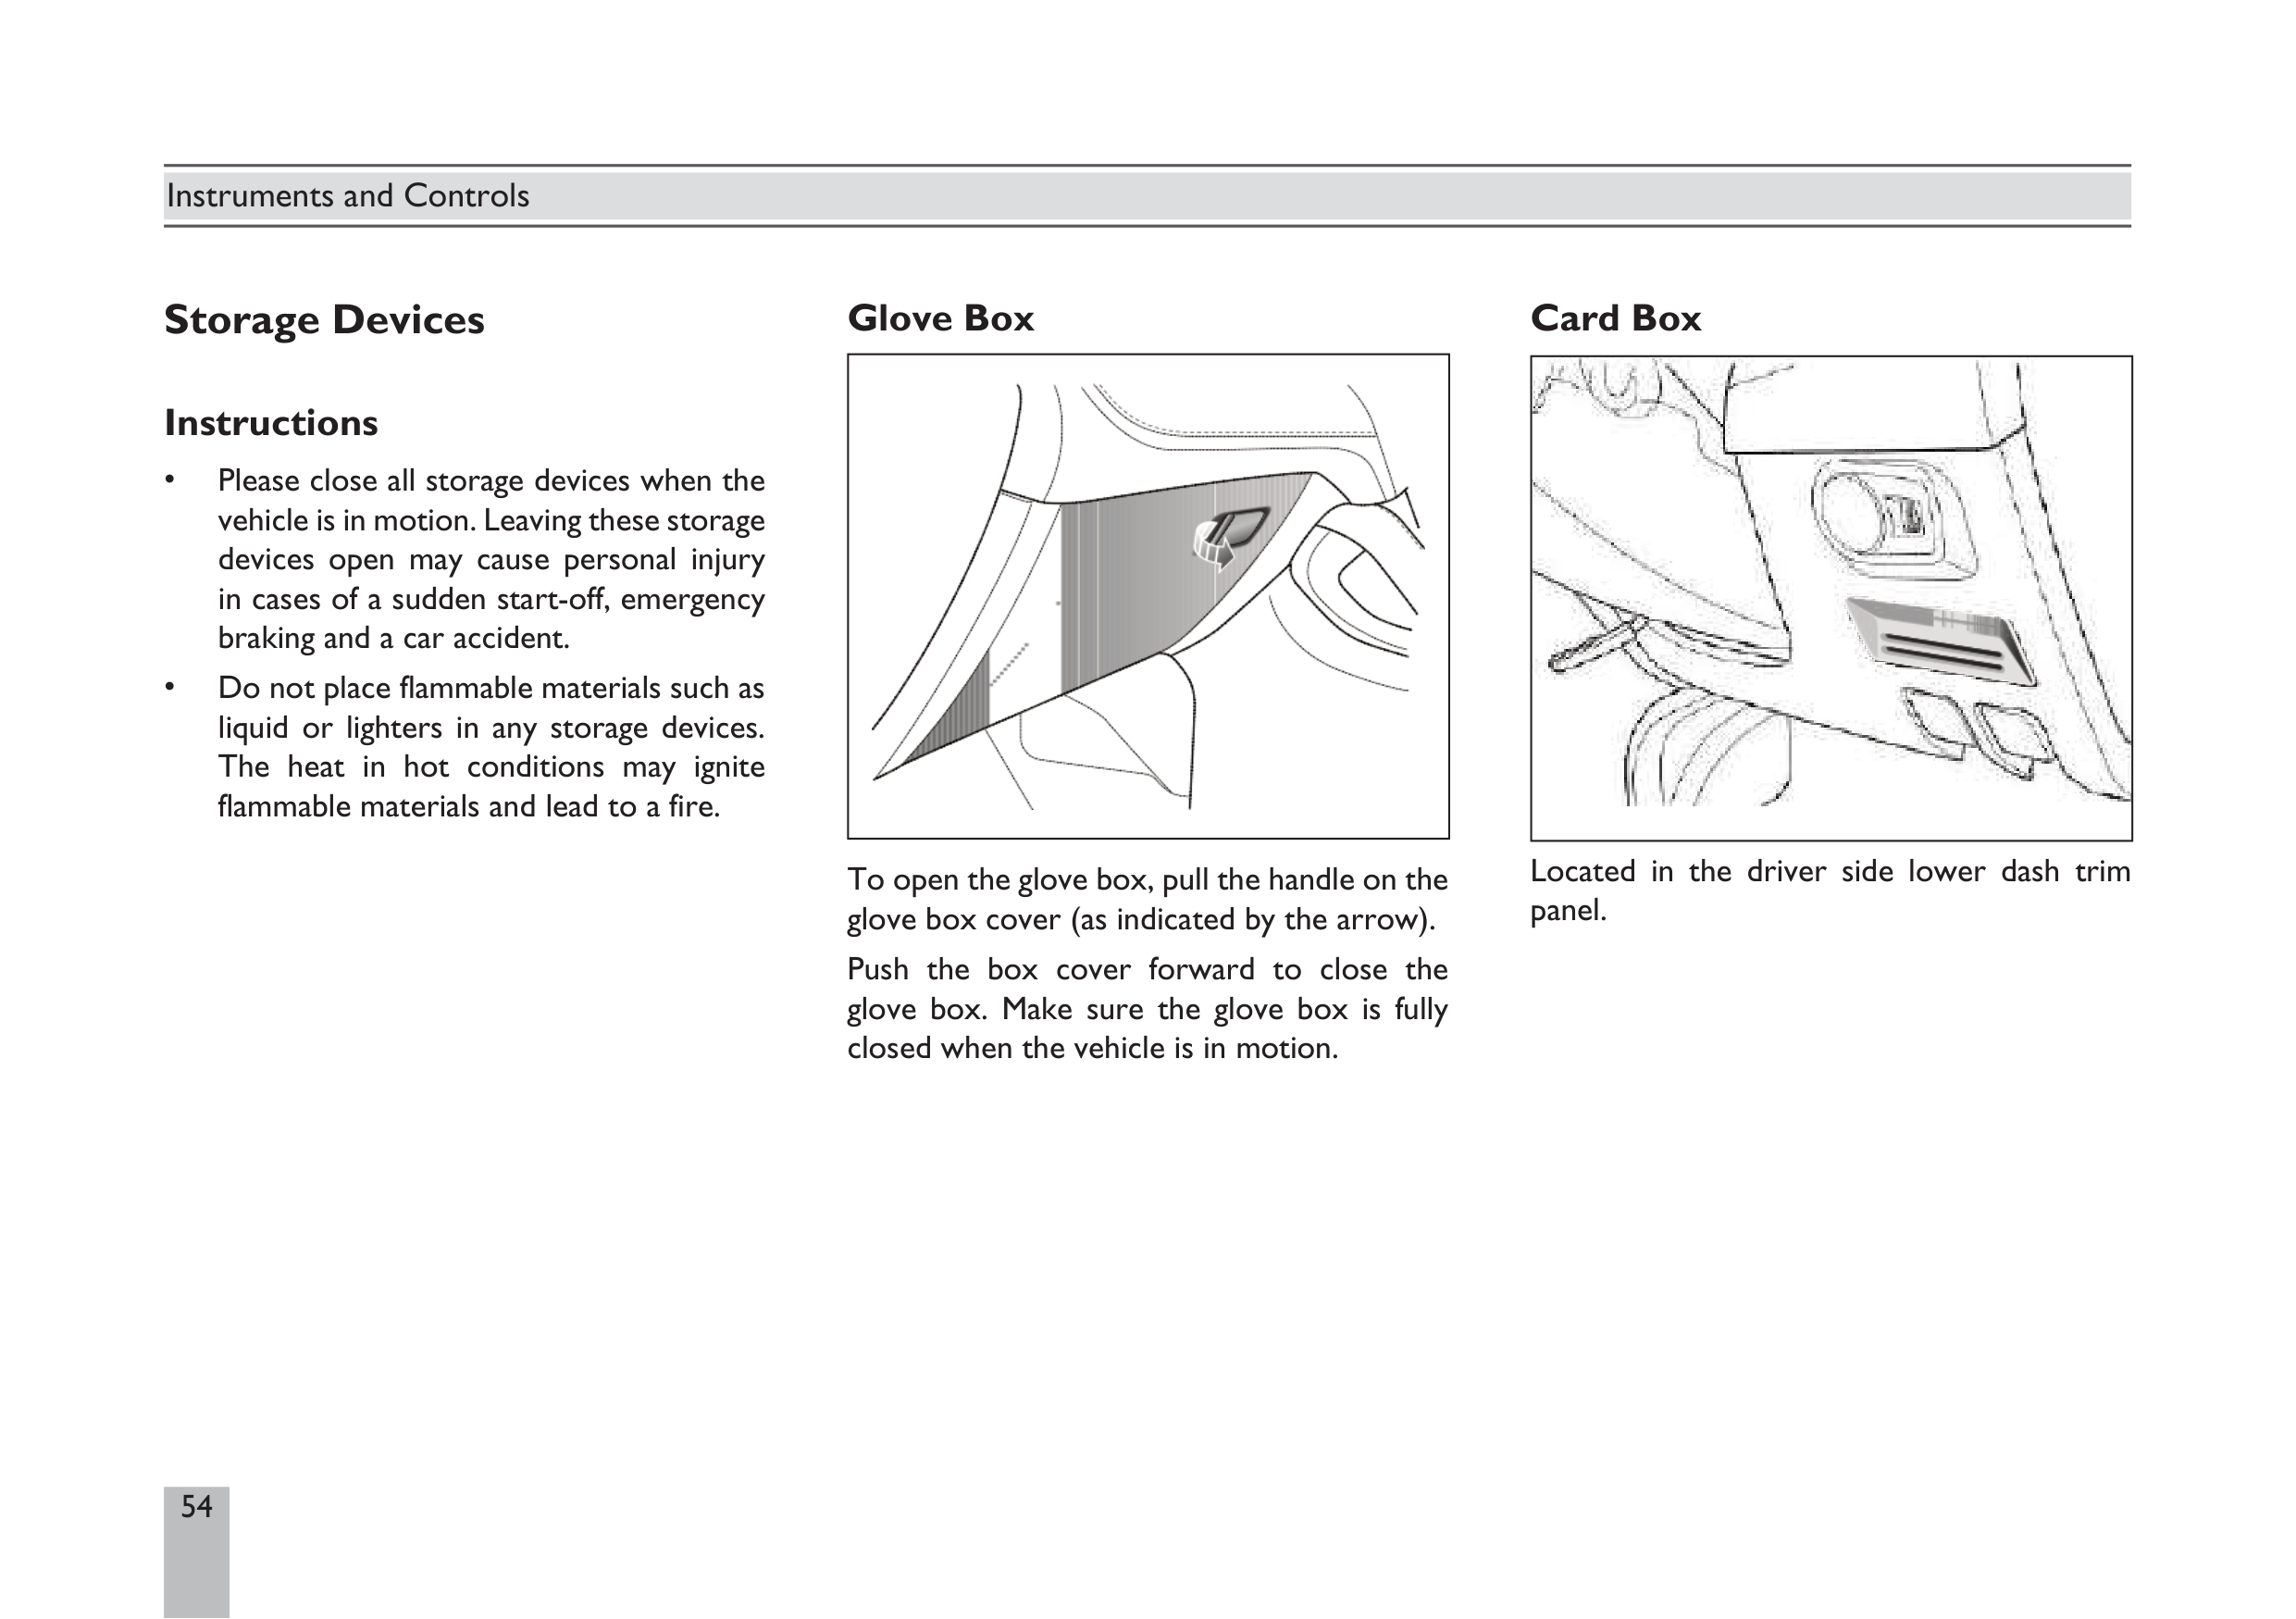 Instruments and Controls
Storage Devices
Instructions
• Please close all storage devices when the
vehicle is in motion. Leaving these storage
devices open may cause personal injury
in cases of a sudden start-off, emergency
braking and a car accident.
• Do not place flammable materials such as
liquid or lighters in any storage devices.
The heat in hot conditions may ignite
flammable materials and lead to a fire.
Glove Box
To open the glove box, pull the handle on the
glove box cover (as indicated by the arrow).
Push the box cover forward to close the
glove box. Make sure the glove box is fully
closed when the vehicle is in motion.
Card Box
Located in the driver side lower dash trim
panel.
54